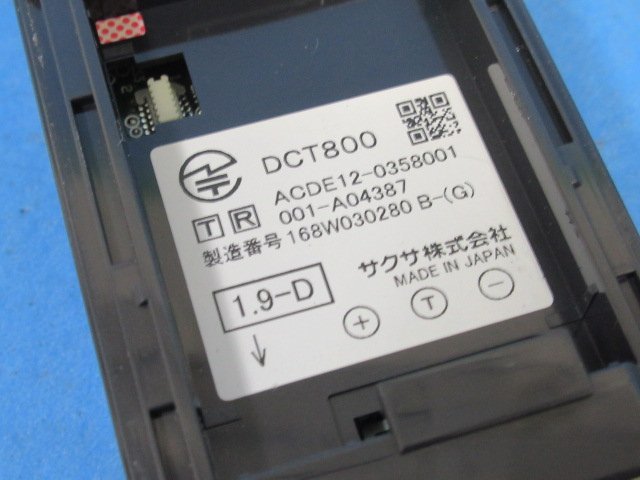 DCT800
ACDE12-0358001
T R 001-A04387
製造番号 168W030280 B-(G)
サクサ株式会社
MADE IN JAPAN
1.9-D
↓
+ T −